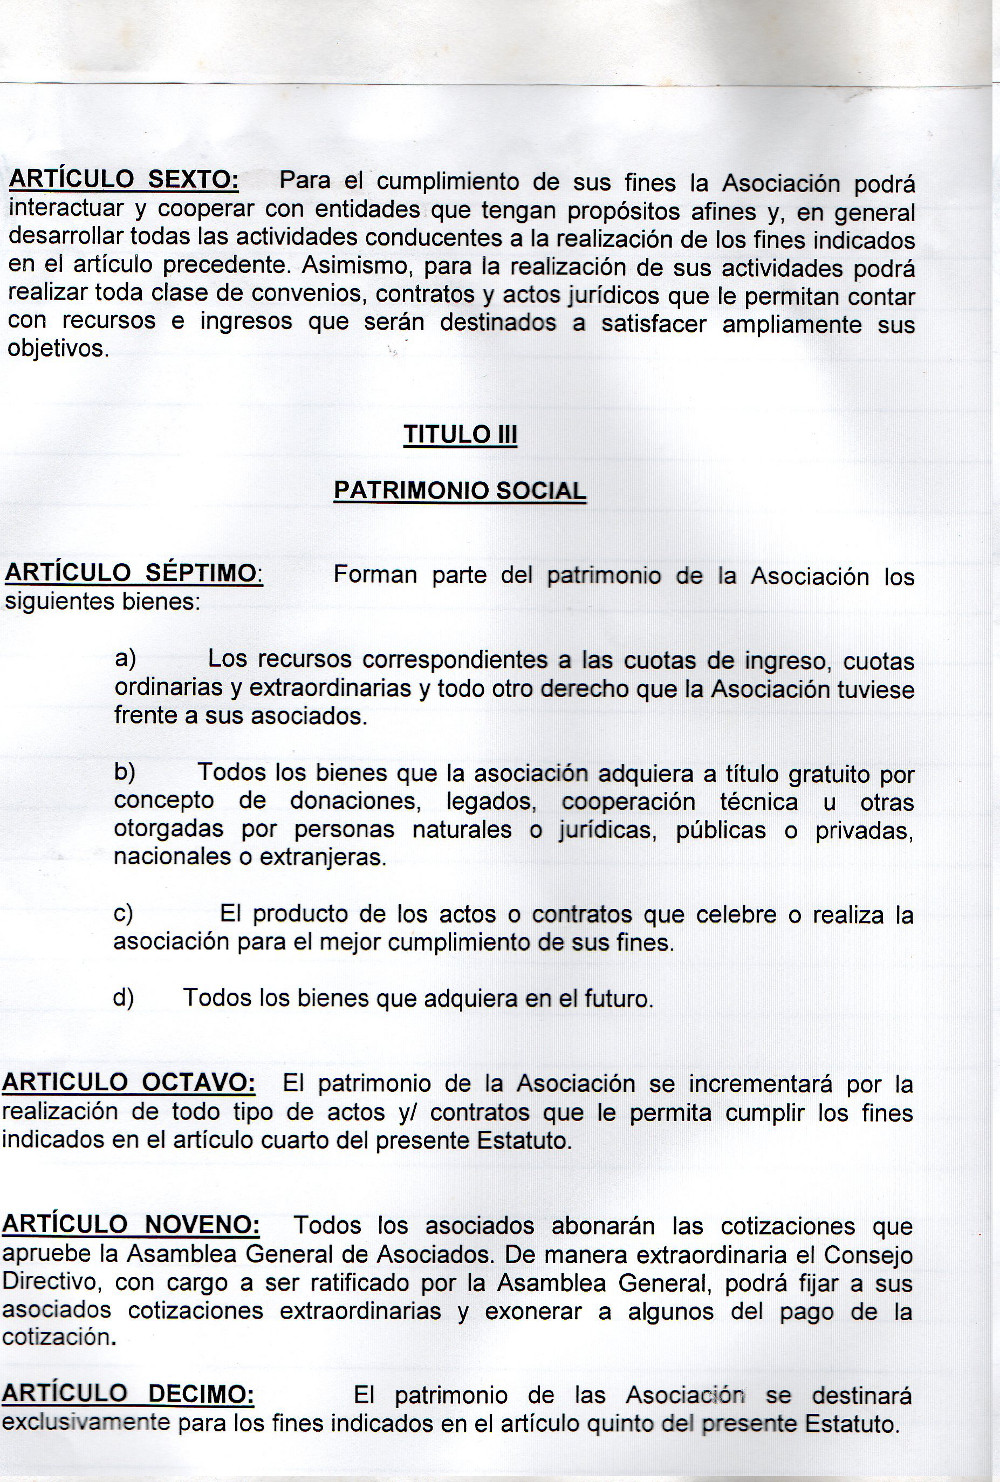 ARTÍCULO SEXTO: Para el cumplimiento de sus fines la Asociación podrá
interactuar y cooperar con entidades que tengan propósitos afines y, en general
desarrollar todas las actividades conducentes a la realización de los fines indicados
en el artículo precedente. Asimismo, para la realización de sus actividades podrá
realizar toda clase de convenios, contratos y actos jurídicos que le permitan contar
con recursos e ingresos que serán destinados a satisfacer ampliamente sus
objetivos.
TITULO III
PATRIMONIO SOCIAL
ARTÍCULO SÉPTIMO: Forman parte del patrimonio de la Asociación los
siguientes bienes:
a) Los recursos correspondientes a las cuotas de ingreso, cuotas
ordinarias y extraordinarias y todo otro derecho que la Asociación tuviese
frente a sus asociados.
b) Todos los bienes que la asociación adquiera a título gratuito por
concepto de donaciones, legados, cooperación técnica u otras
otorgadas por personas naturales o jurídicas, públicas o privadas,
nacionales o extranjeras.
c) El producto de los actos o contratos que celebre o realiza la
asociación para el mejor cumplimiento de sus fines.
d) Todos los bienes que adquiera en el futuro.
ARTICULO OCTAVO: El patrimonio de la Asociación se incrementará por la
realización de todo tipo de actos y/ contratos que le permita cumplir los fines
indicados en el artículo cuarto del presente Estatuto.
ARTÍCULO NOVENO: Todos los asociados abonarán las cotizaciones que
apruebe la Asamblea General de Asociados. De manera extraordinaria el Consejo
Directivo, con cargo a ser ratificado por la Asamblea General, podrá fijar a sus
asociados cotizaciones extraordinarias y exonerar a algunos del pago de la
cotización.
ARTÍCULO DECIMO: El patrimonio de las Asociación se destinará
exclusivamente para los fines indicados en el artículo quinto del presente Estatuto.